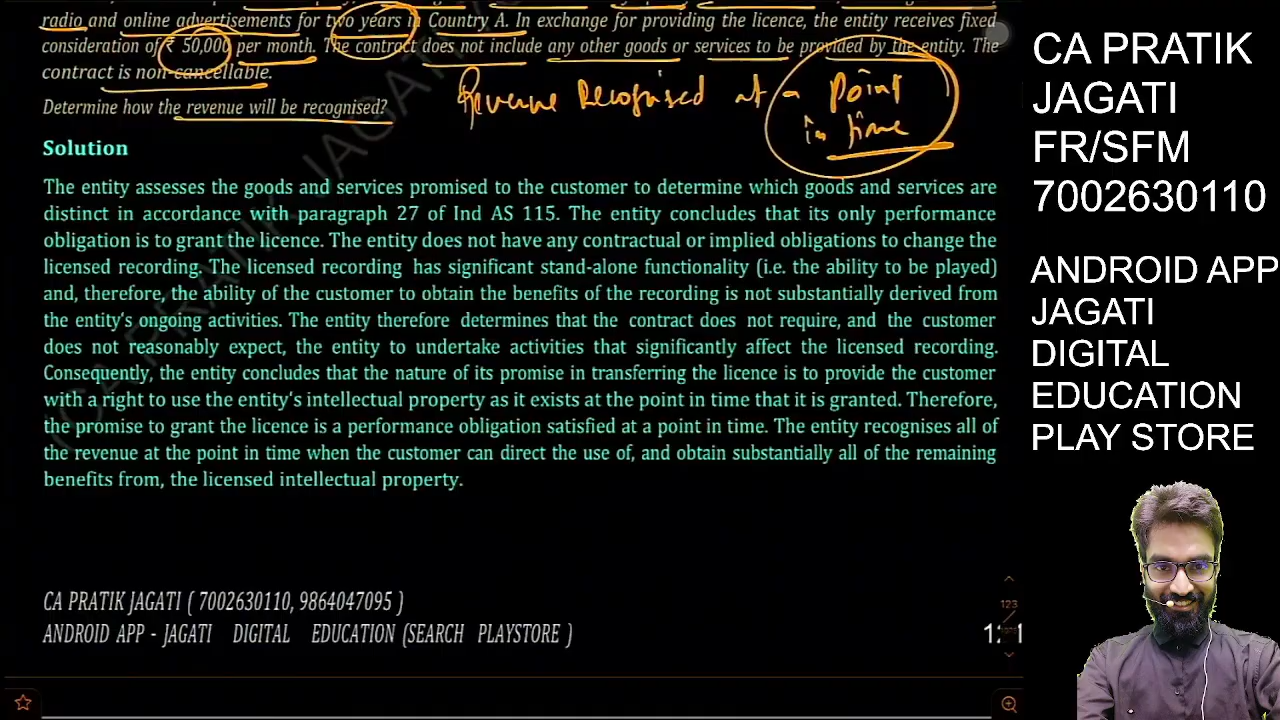 radio and online advertisements for two years in Country A. In exchange for providing the licence, the entity receives fixed
consideration of ₹ 50,000 per month. The contract does not include any other goods or services to be provided by the entity. The
contract is non-cancellable.
Revenue Recognised at a point
in time
Determine how the revenue will be recognised?
Solution
The entity assesses the goods and services promised to the customer to determine which goods and services are
distinct in accordance with paragraph 27 of Ind AS 115. The entity concludes that its only performance
obligation is to grant the licence. The entity does not have any contractual or implied obligations to change the
licensed recording. The licensed recording has significant stand-alone functionality (i.e. the ability to be played)
and, therefore, the ability of the customer to obtain the benefits of the recording is not substantially derived from
the entity's ongoing activities. The entity therefore determines that the contract does not require, and the customer
does not reasonably expect, the entity to undertake activities that significantly affect the licensed recording.
Consequently, the entity concludes that the nature of its promise in transferring the licence is to provide the customer
with a right to use the entity's intellectual property as it exists at the point in time that it is granted. Therefore,
the promise to grant the licence is a performance obligation satisfied at a point in time. The entity recognises all of
the revenue at the point in time when the customer can direct the use of, and obtain substantially all of the remaining
benefits from, the licensed intellectual property.
CA PRATIK JAGATI ( 7002630110, 9864047095 )
ANDROID APP - JAGATI DIGITAL EDUCATION (SEARCH PLAYSTORE )
123
CA PRATIK
JAGATI
FR/SFM
7002630110
ANDROID APP
JAGATI
DIGITAL
EDUCATION
PLAY STORE